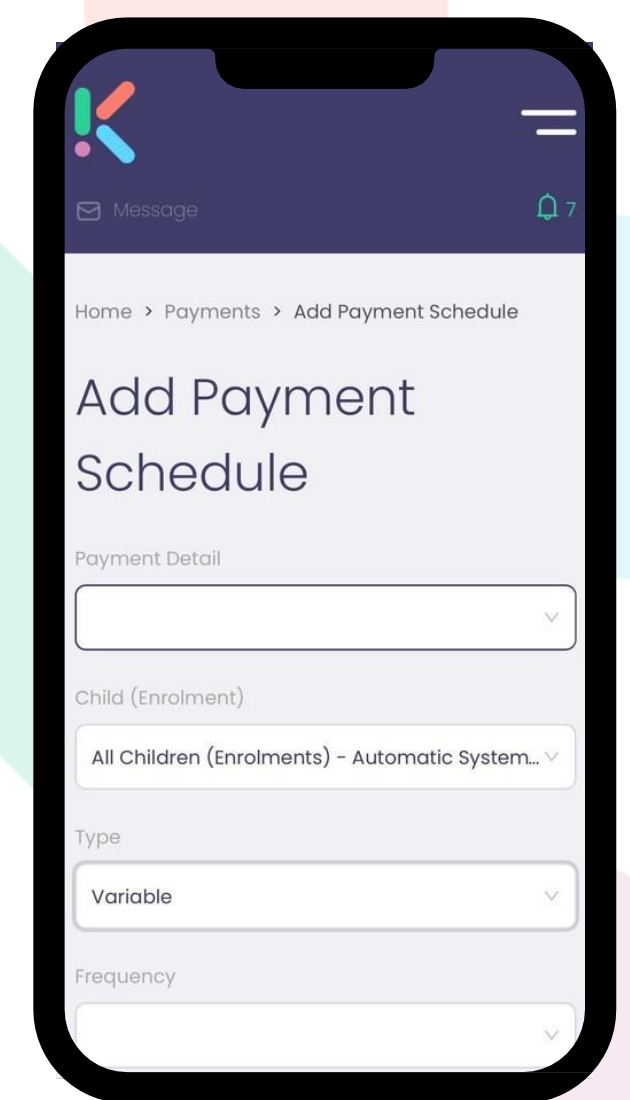 Message
7
Home > Payments > Add Payment Schedule
Add Payment
Schedule
Payment Detail
Child (Enrolment)
All Children (Enrolments) - Automatic System...
Type
Variable
Frequency